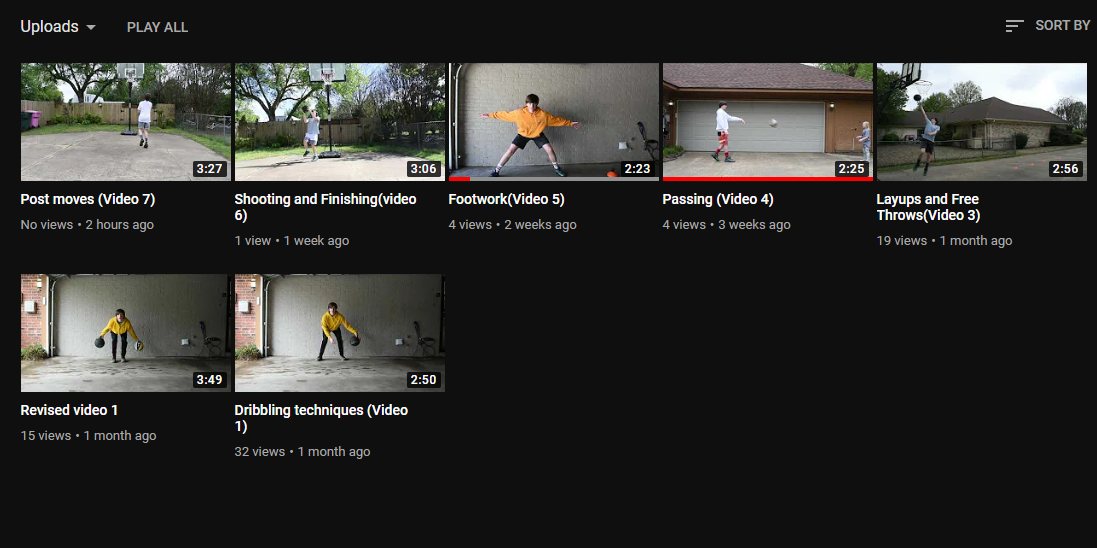 Uploads
PLAY ALL
SORT BY
3:27
3:06
2:23
2:25
2:56
Post moves (Video 7)
No views • 2 hours ago
Shooting and Finishing(video
6)
1 view • 1 week ago
Footwork(Video 5)
4 views • 2 weeks ago
Passing (Video 4)
4 views • 3 weeks ago
Layups and Free
Throws(Video 3)
19 views • 1 month ago
3:49
2:50
Revised video 1
15 views • 1 month ago
Dribbling techniques (Video
1)
32 views • 1 month ago